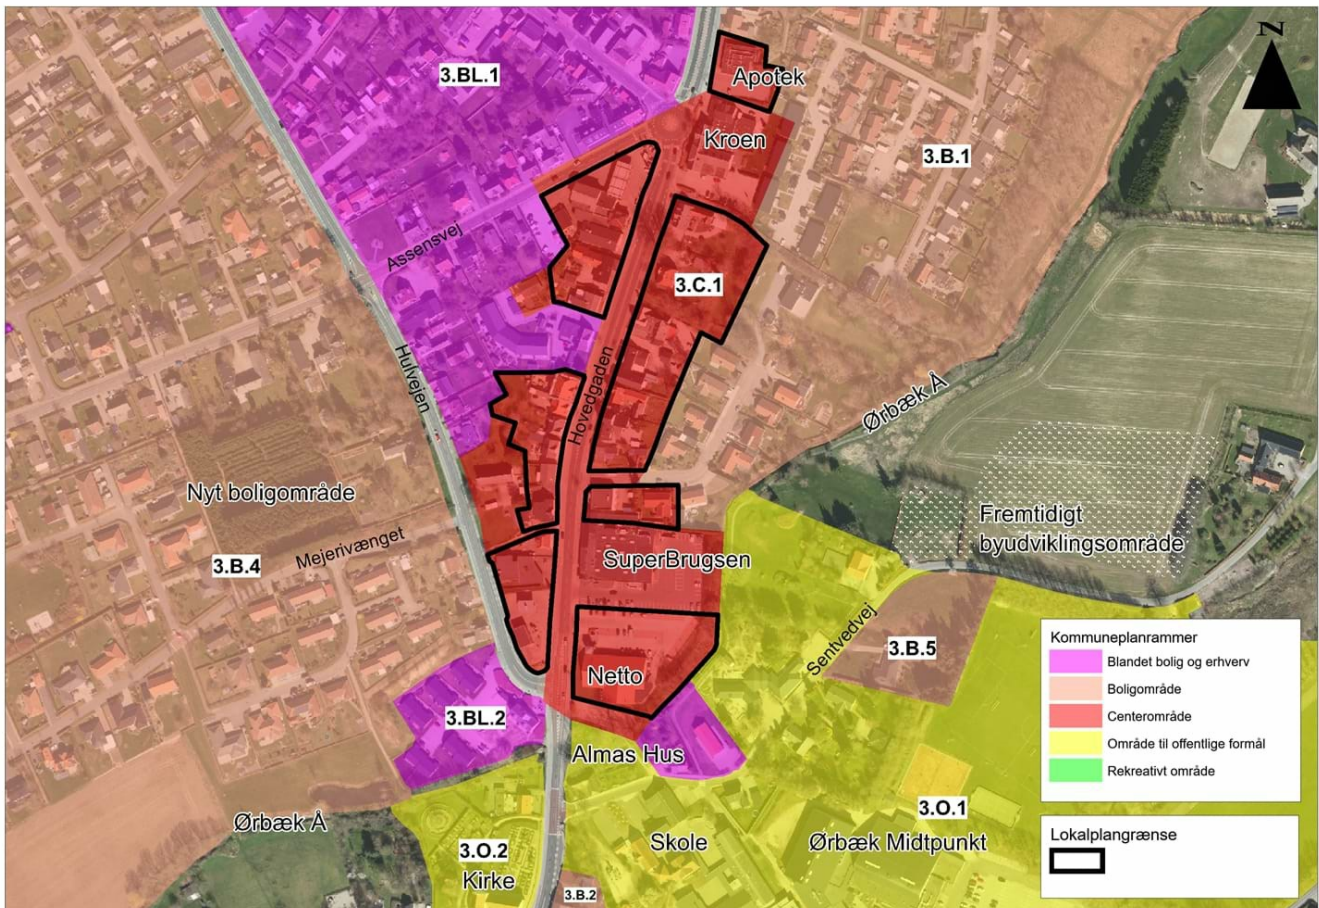 N
3.BL.1
Apotek
Kroen
3.B.1
Assensvej
3.C.1
Hulvejen
Hovedgaden
Ørbæk Å
Nyt boligområde
Fremtidigt
byudviklingsområde
3.B.4
Mejerivænget
SuperBrugsen
Sentvedvej
3.B.5
Netto
3.BL.2
Almas Hus
Ørbæk Å
3.O.1
3.O.2
Kirke
Skole
Ørbæk Midtpunkt
3.B.2
Kommuneplanrammer
Blandet bolig og erhverv
Boligområde
Centerområde
Område til offentlige formål
Rekreativt område
Lokalplangrænse